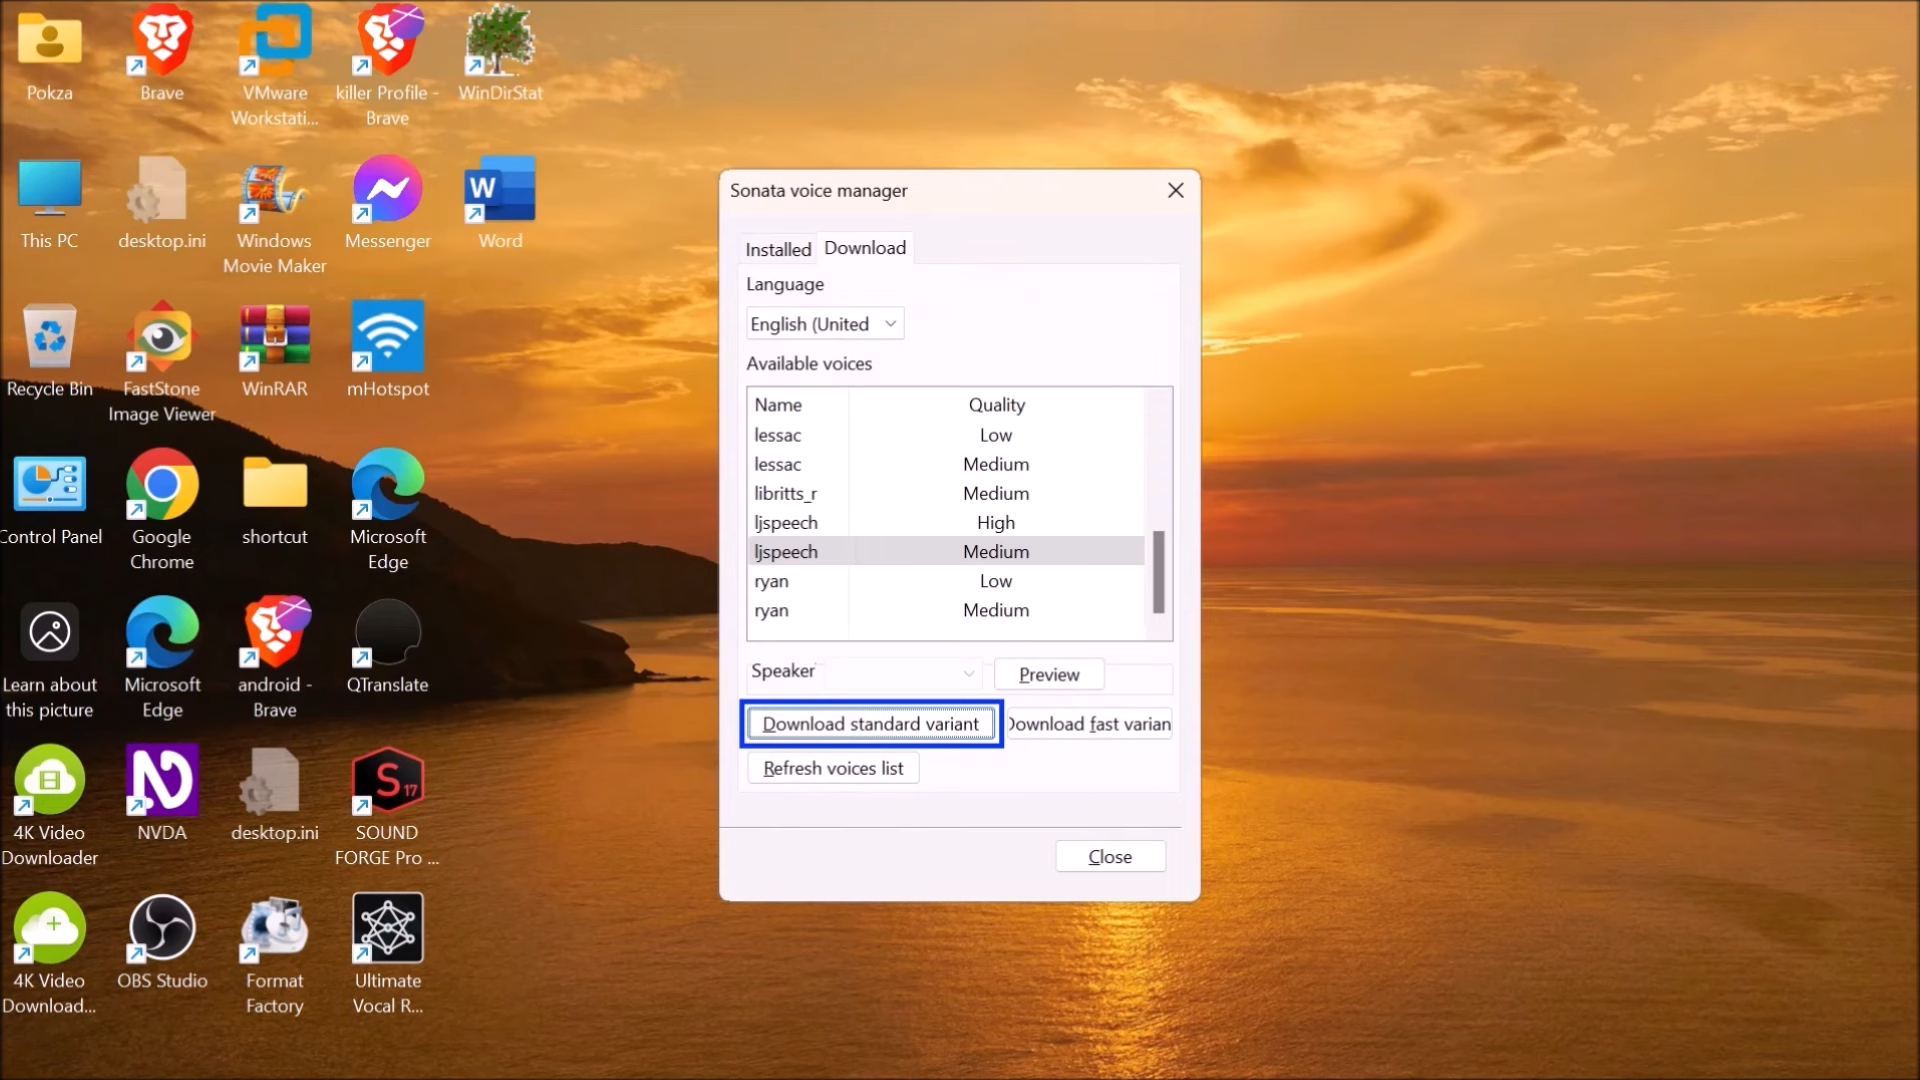 Pokza
Brave
VMware
Workstati...
killer Profile -
Brave
WinDirStat
This PC
desktop.ini
Windows
Movie Maker
Messenger
W
Word
Recycle Bin
FastStone
Image Viewer
WinRAR
mHotspot
Control Panel
Google
Chrome
shortcut
Microsoft
Edge
Learn about
this picture
Microsoft
Edge
android -
Brave
QTranslate
4K Video
Downloader
NVDA
desktop.ini
S 17
SOUND
FORGE Pro ...
4K Video
Download...
OBS Studio
Format
Factory
Ultimate
Vocal R...
Sonata voice manager
Installed
Download
Language
English (United
Available voices
Name Quality
lessac Low
lessac Medium
libritts_r Medium
ljspeech High
ljspeech Medium
ryan Low
ryan Medium
Speaker
Preview
Download standard variant
Download fast varian
Refresh voices list
Close